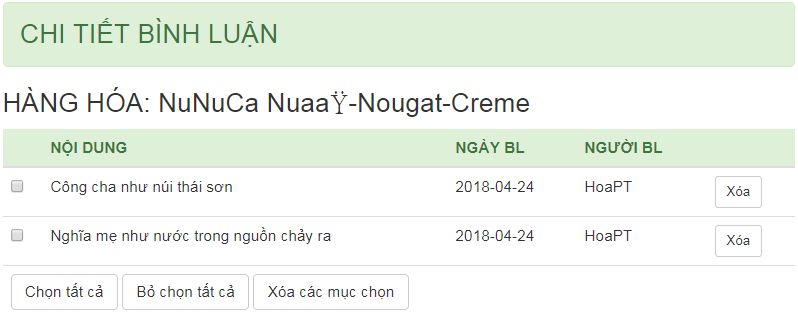 CHI TIẾT BÌNH LUẬN
HÀNG HÓA: NuNuCa NuaaŸ-Nougat-Creme
NỘI DUNG NGÀY BL NGƯỜI BL
Công cha như núi thái sơn 2018-04-24 HoaPT Xóa
Nghĩa mẹ như nước trong nguồn chảy ra 2018-04-24 HoaPT Xóa
Chọn tất cả Bỏ chọn tất cả Xóa các mục chọn